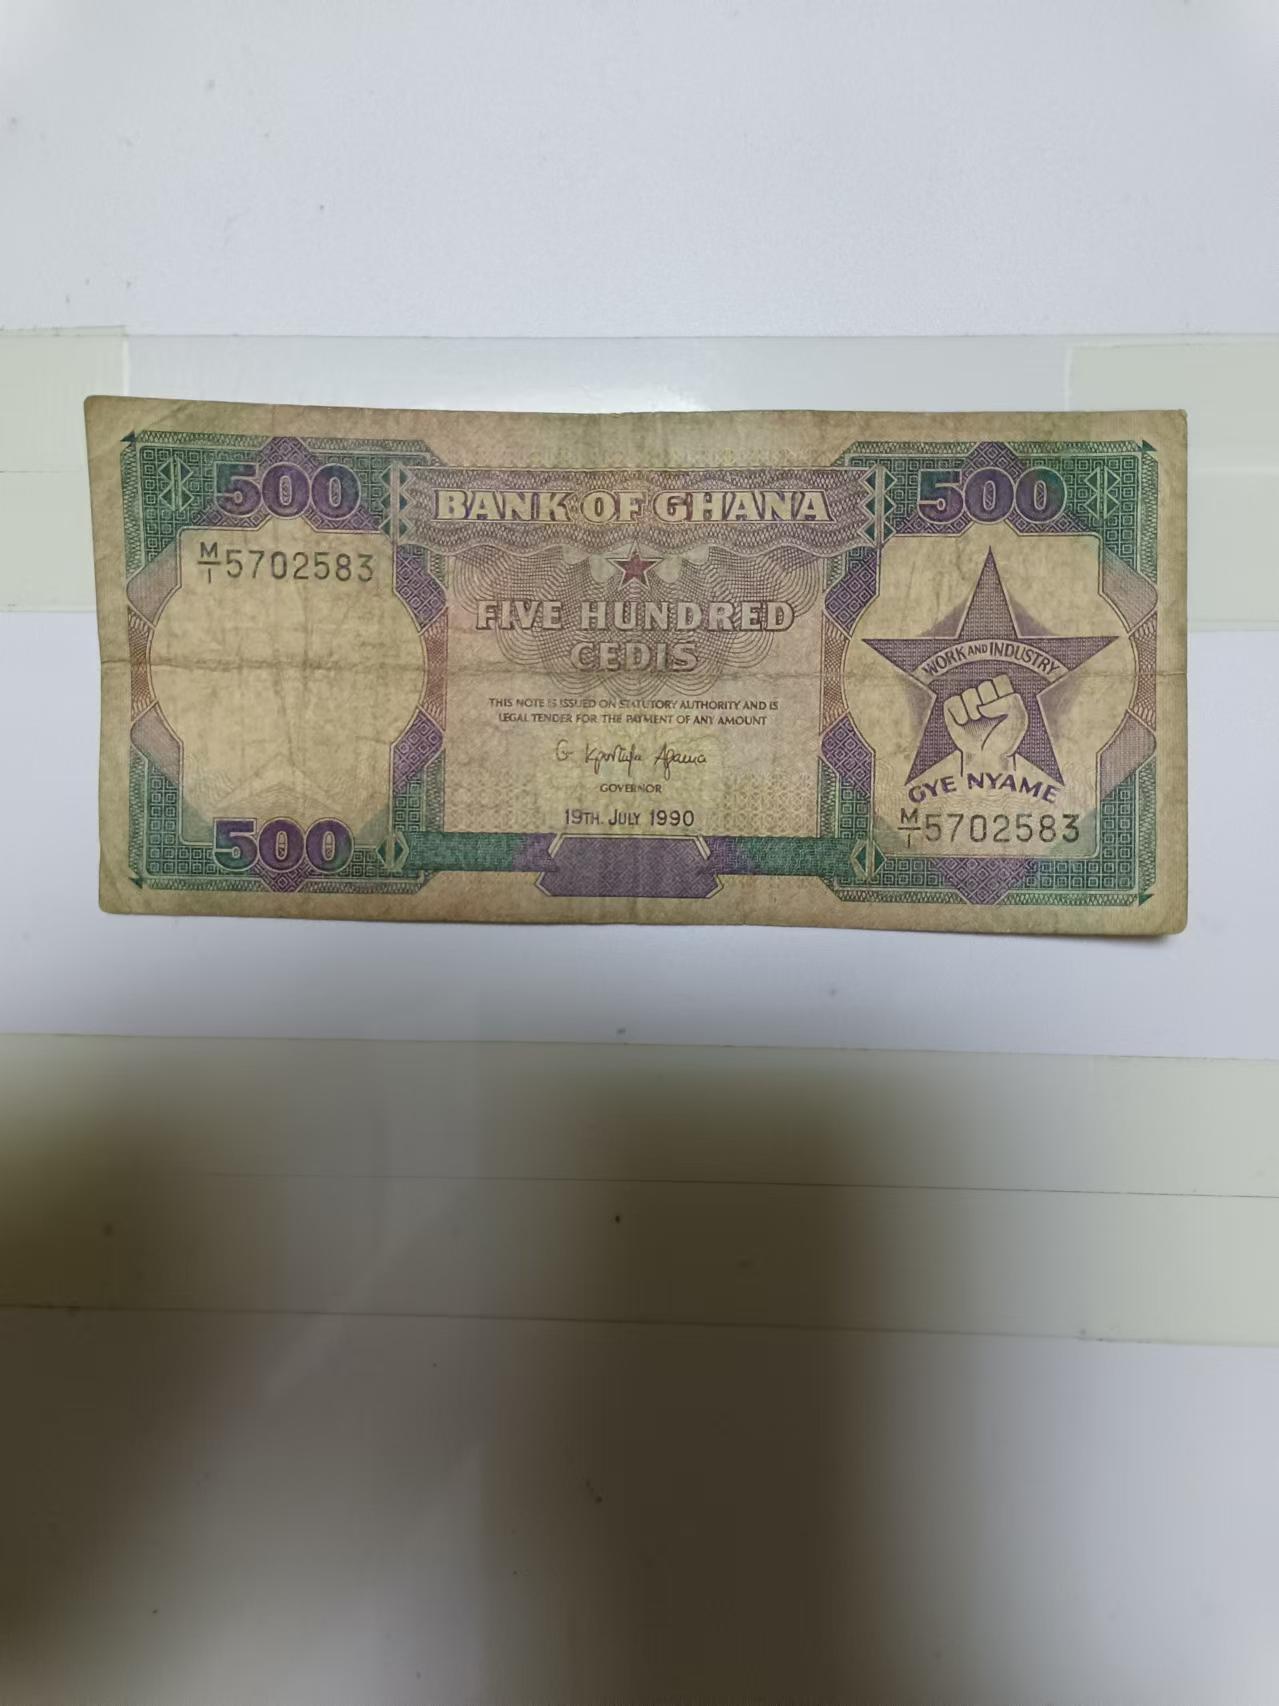 500
BANK OF GHANA
500
M/1 5702583
FIVE HUNDRED
CEDIS
THIS NOTE IS ISSUED ON STATUTORY AUTHORITY AND IS
LEGAL TENDER FOR THE PAYMENT OF ANY AMOUNT
GOVERNOR
19TH. JULY 1990
500
WORK AND INDUSTRY
GYE NYAME
M/1 5702583